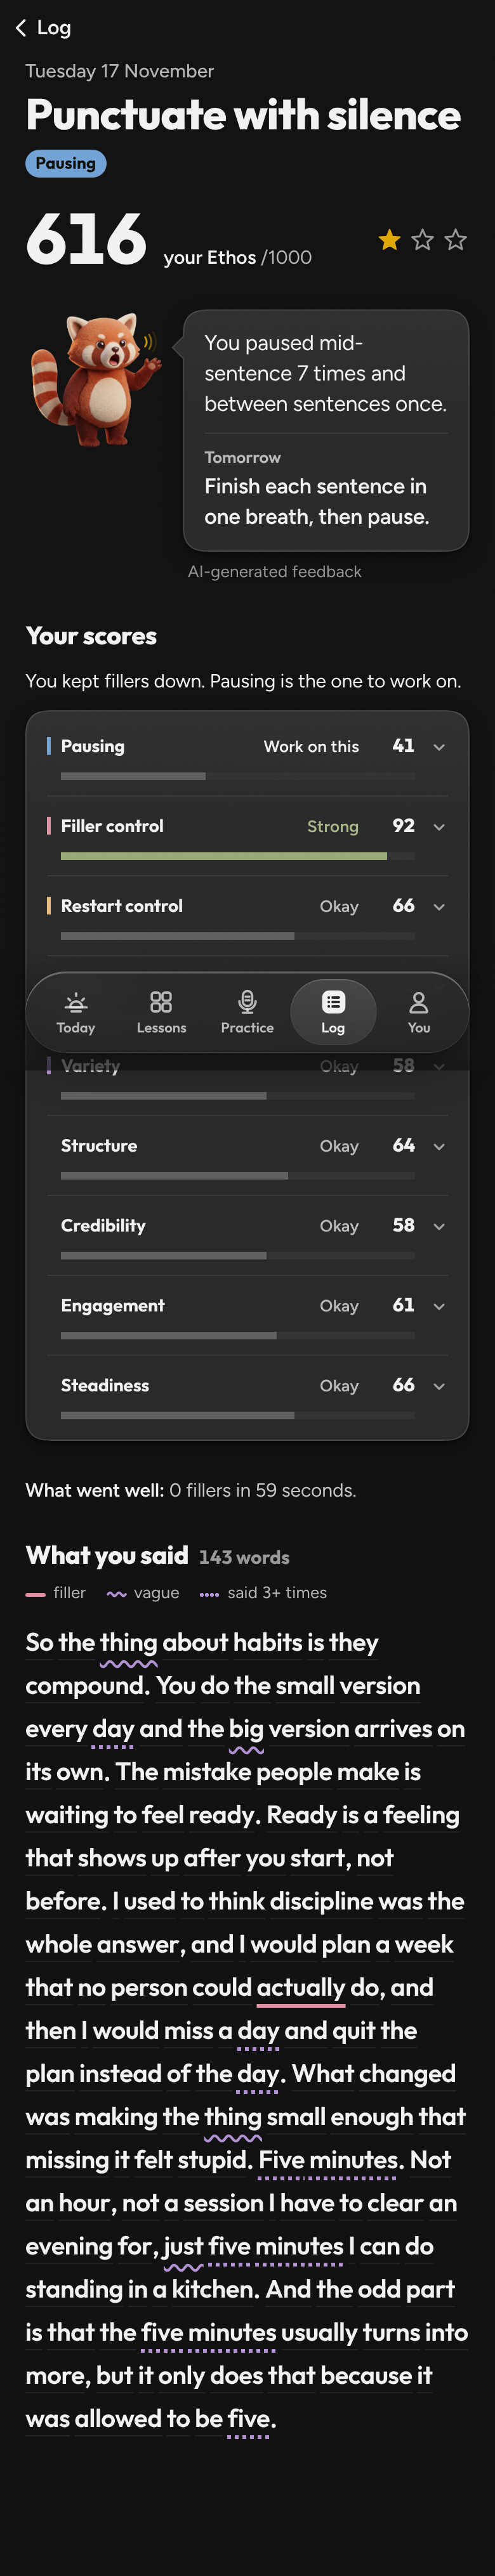 Log
Tuesday 17 November
Punctuate with silence
Pausing
616 your Ethos /1000
You paused mid-
sentence 7 times and
between sentences once.
Tomorrow
Finish each sentence in
one breath, then pause.
AI-generated feedback
Your scores
You kept fillers down. Pausing is the one to work on.
Pausing Work on this 41
Filler control Strong 92
Restart control Okay 66
Today Lessons Practice Log You
Variety Okay 58
Structure Okay 64
Credibility Okay 58
Engagement Okay 61
Steadiness Okay 66
What went well: 0 fillers in 59 seconds.
What you said 143 words
filler vague said 3+ times
So the thing about habits is they
compound. You do the small version
every day and the big version arrives on
its own. The mistake people make is
waiting to feel ready. Ready is a feeling
that shows up after you start, not
before. I used to think discipline was the
whole answer, and I would plan a week
that no person could actually do, and
then I would miss a day and quit the
plan instead of the day. What changed
was making the thing small enough that
missing it felt stupid. Five minutes. Not
an hour, not a session I have to clear an
evening for, just five minutes I can do
standing in a kitchen. And the odd part
is that the five minutes usually turns into
more, but it only does that because it
was allowed to be five.